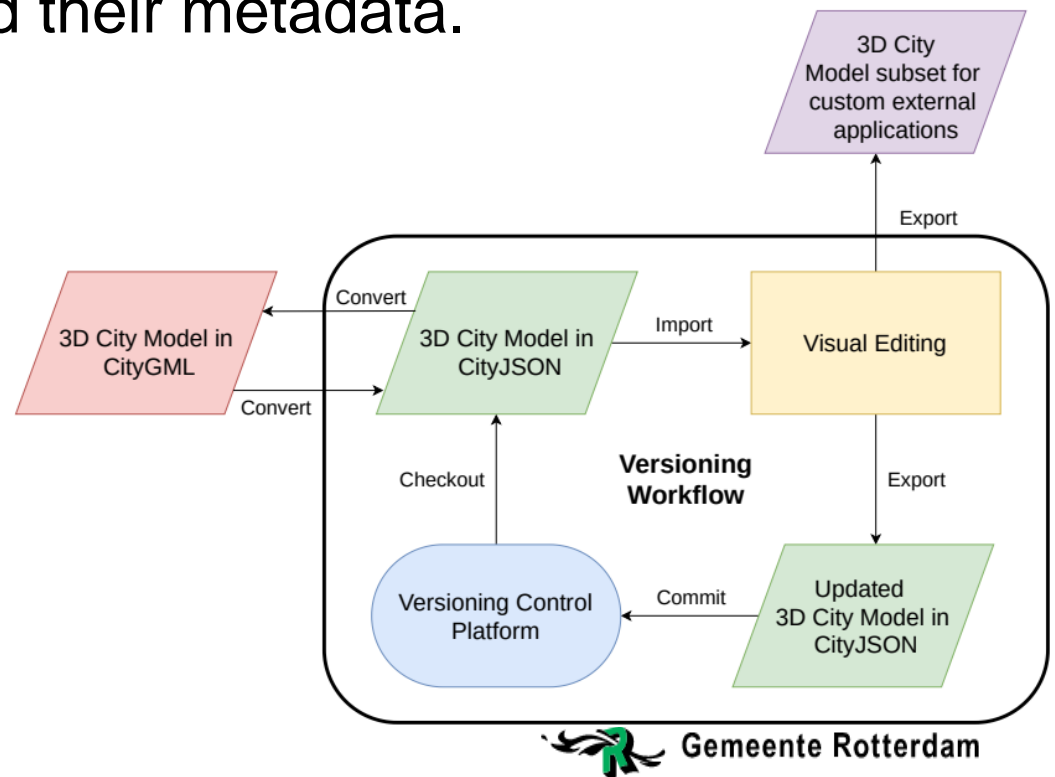 d their metadata.
3D City
Model subset for
custom external
applications
Export
Convert
3D City Model in
CityGML
3D City Model in
CityJSON
Import
Visual Editing
Convert
Checkout
Versioning
Workflow
Export
Versioning Control
Platform
Commit
Updated
3D City Model in
CityJSON
Gemeente Rotterdam